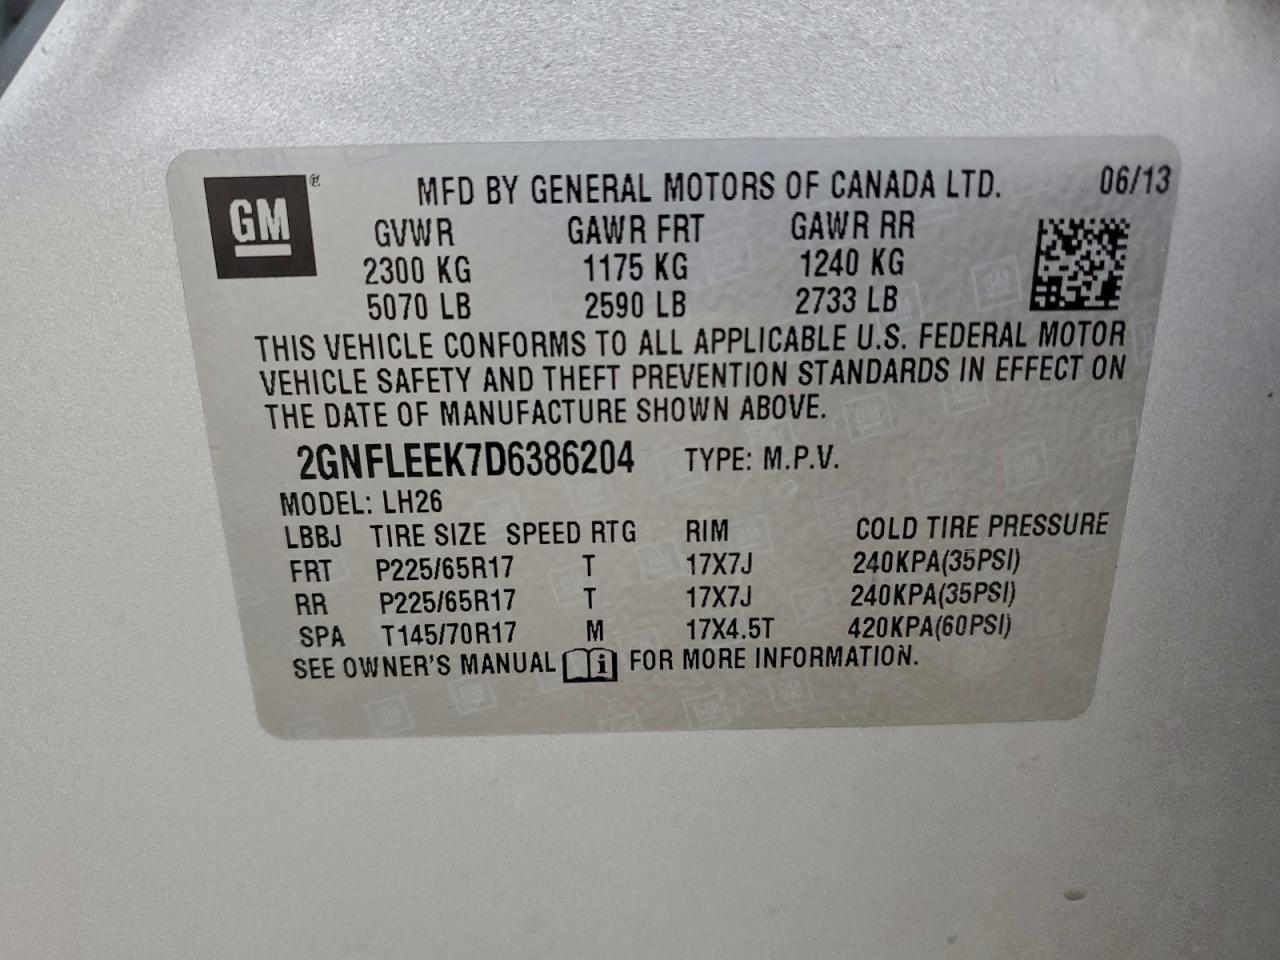 GM ®
MFD BY GENERAL MOTORS OF CANADA LTD. 06/13
GVWR GAWR FRT GAWR RR
2300 KG 1175 KG 1240 KG
5070 LB 2590 LB 2733 LB
THIS VEHICLE CONFORMS TO ALL APPLICABLE U.S. FEDERAL MOTOR
VEHICLE SAFETY AND THEFT PREVENTION STANDARDS IN EFFECT ON
THE DATE OF MANUFACTURE SHOWN ABOVE.
2GNFLEEK7D6386204 TYPE: M.P.V.
MODEL: LH26
LBBJ TIRE SIZE SPEED RTG RIM COLD TIRE PRESSURE
FRT P225/65R17 T 17X7J 240KPA(35PSI)
RR P225/65R17 T 17X7J 240KPA(35PSI)
SPA T145/70R17 M 17X4.5T 420KPA(60PSI)
SEE OWNER'S MANUAL i FOR MORE INFORMATION.